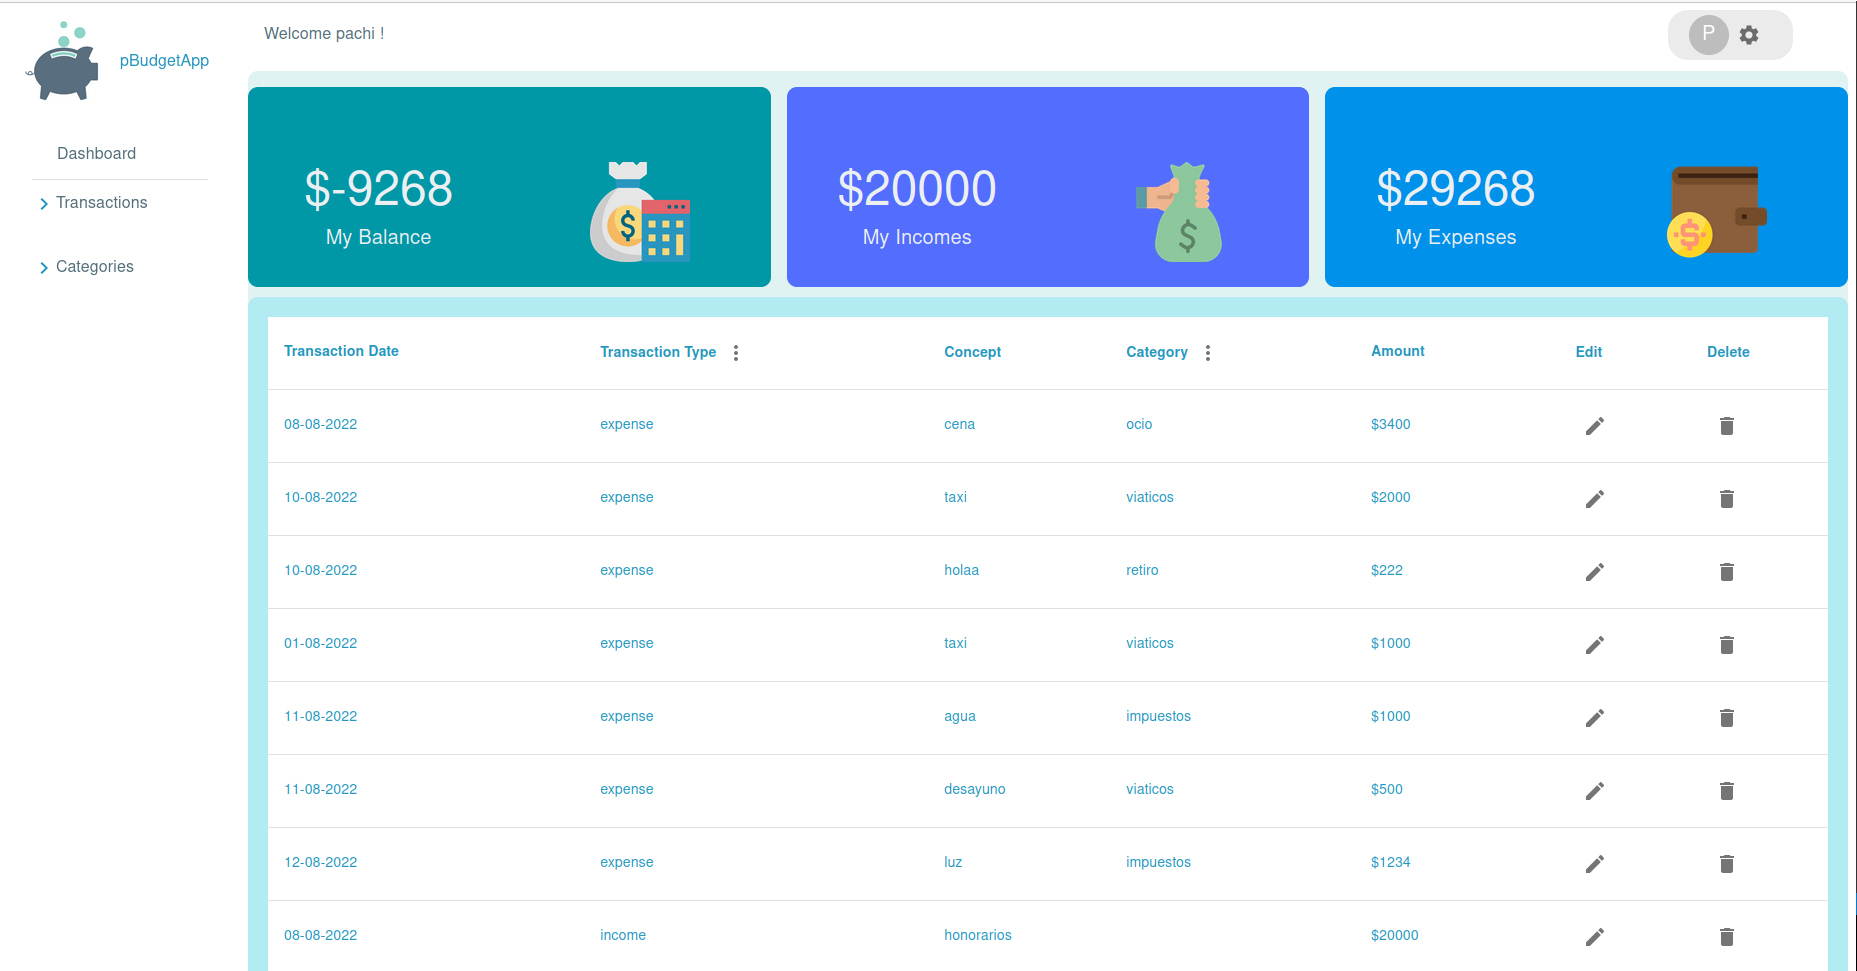 pBudgetApp
Welcome pachi !
P
Dashboard
Transactions
Categories
$-9268
My Balance
$20000
My Incomes
$29268
My Expenses
Transaction Date Transaction Type Concept Category Amount Edit Delete
08-08-2022 expense cena ocio $3400
10-08-2022 expense taxi viaticos $2000
10-08-2022 expense holaa retiro $222
01-08-2022 expense taxi viaticos $1000
11-08-2022 expense agua impuestos $1000
11-08-2022 expense desayuno viaticos $500
12-08-2022 expense luz impuestos $1234
08-08-2022 income honorarios $20000